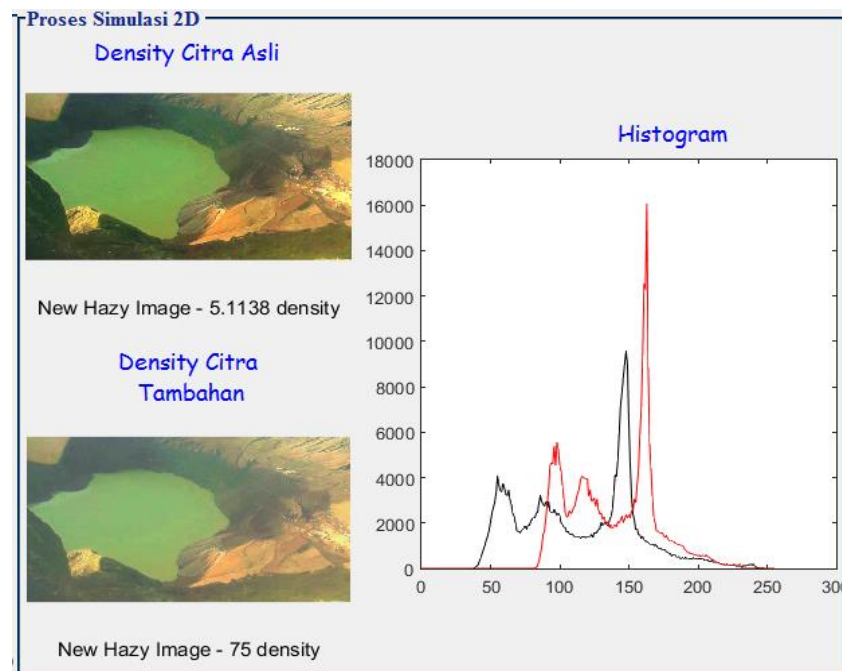 Proses Simulasi 2D
Density Citra Asli
New Hazy Image - 5.1138 density
Density Citra
Tambahan
New Hazy Image - 75 density
Histogram
18000
16000
14000
12000
10000
8000
6000
4000
2000
0
0 50 100 150 200 250 300